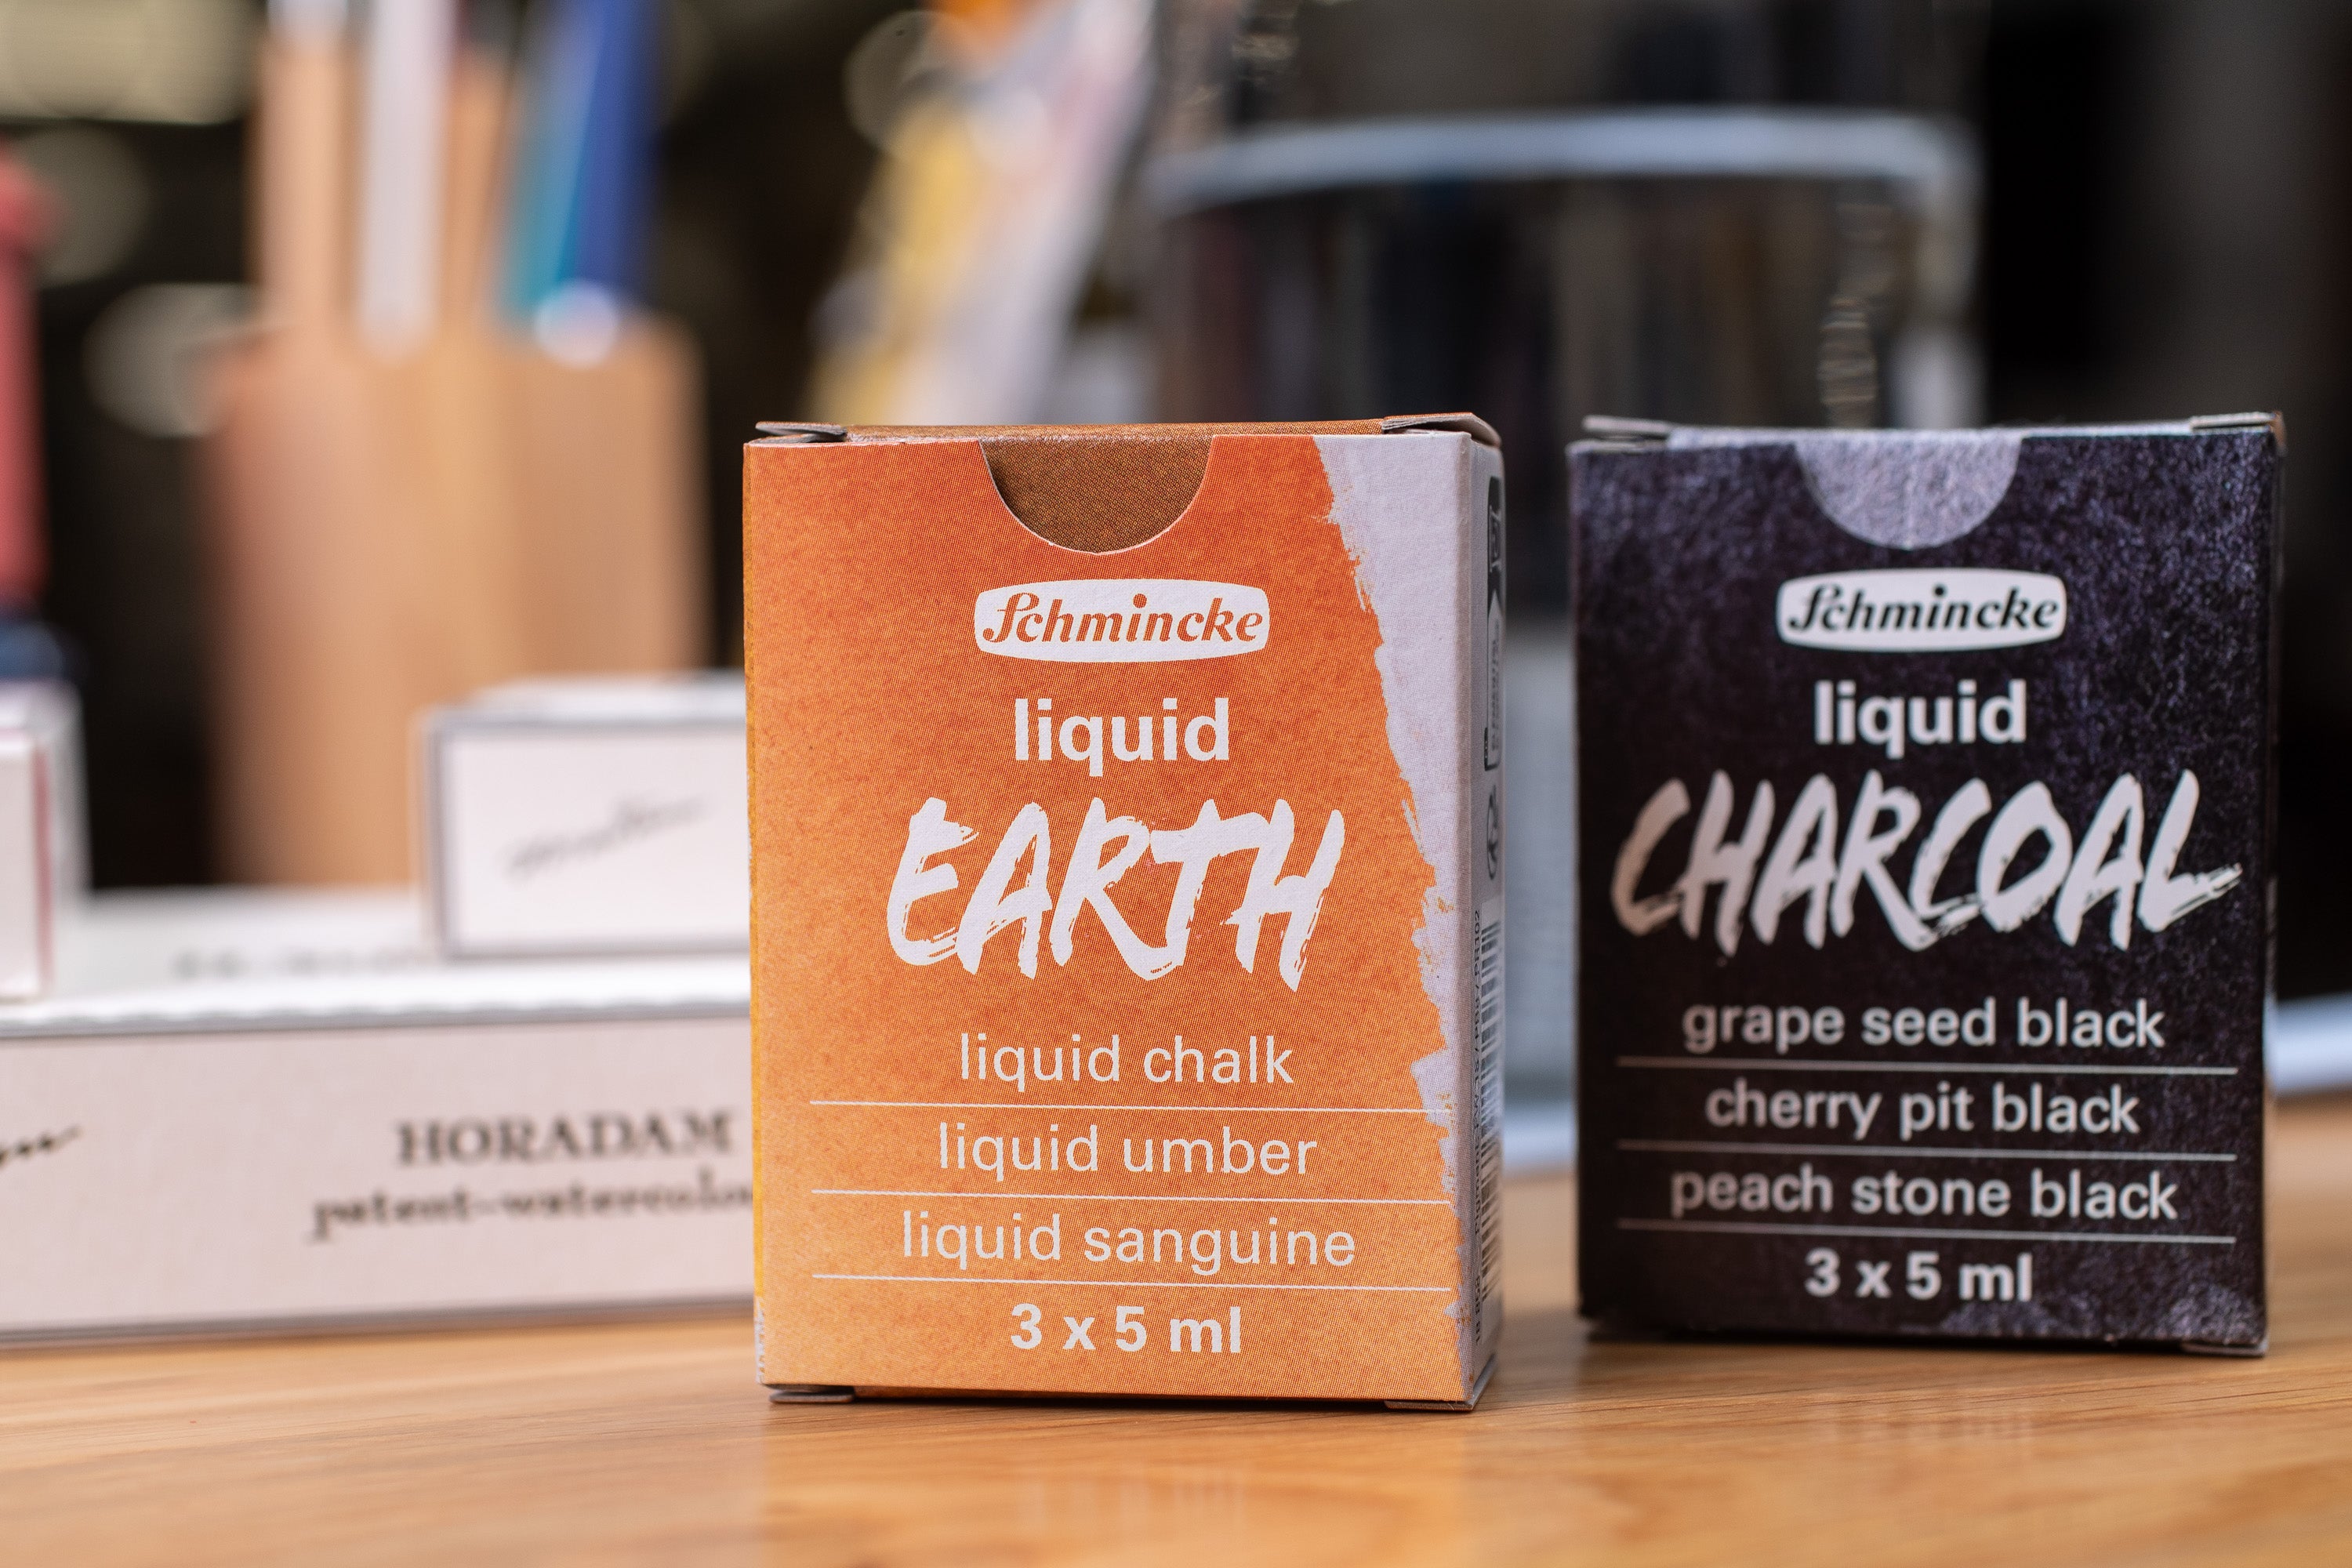 Schmincke
liquid
EARTH
liquid chalk
liquid umber
liquid sanguine
3 x 5 ml
Schmincke
liquid
CHARCOAL
grape seed black
cherry pit black
peach stone black
3 x 5 ml
HORADAM